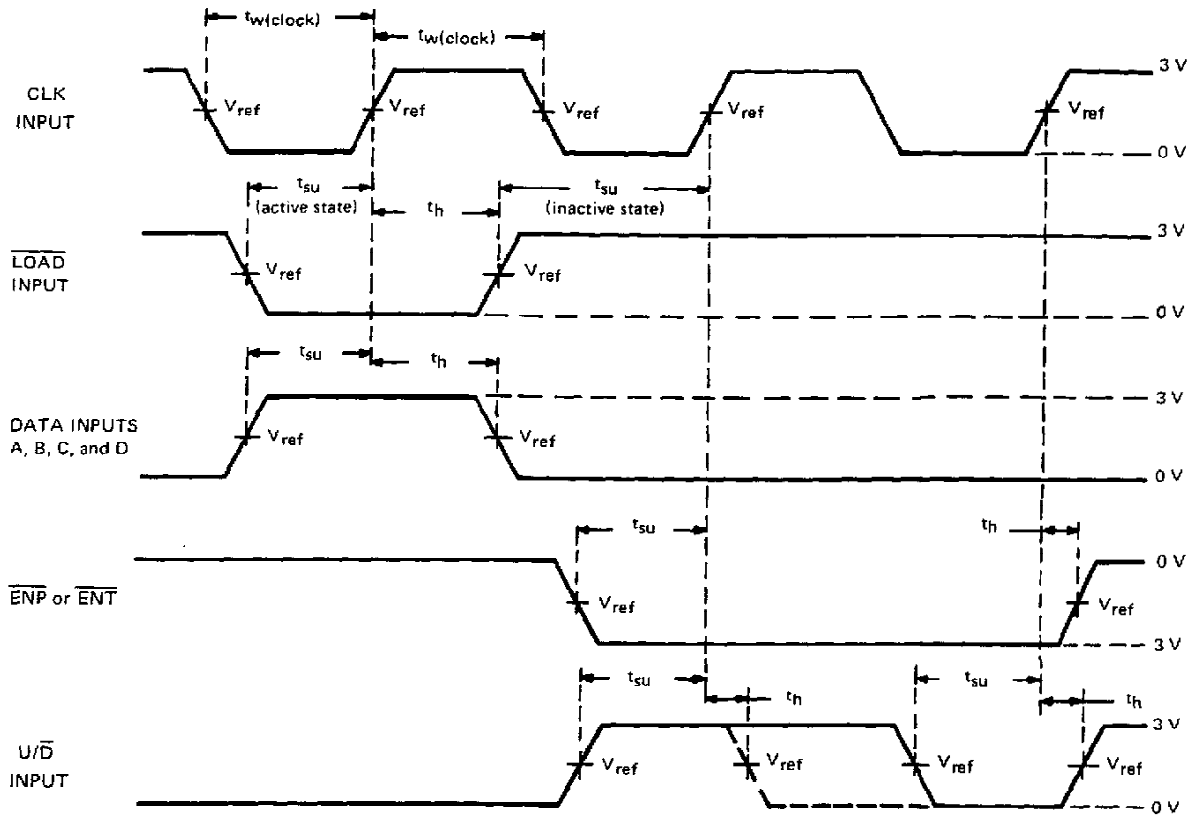 tw(clock)
tw(clock)
CLK
INPUT
Vref
Vref
Vref
Vref
Vref
3 V
0 V
tsu
(active state)
th
tsu
(inactive state)
LOAD
INPUT
Vref
Vref
3 V
0 V
tsu
th
DATA INPUTS
A, B, C, and D
Vref
Vref
3 V
0 V
tsu
th
ENP or ENT
Vref
Vref
0 V
3 V
tsu
th
tsu
th
U/D̅
INPUT
Vref
Vref
Vref
Vref
3 V
0 V